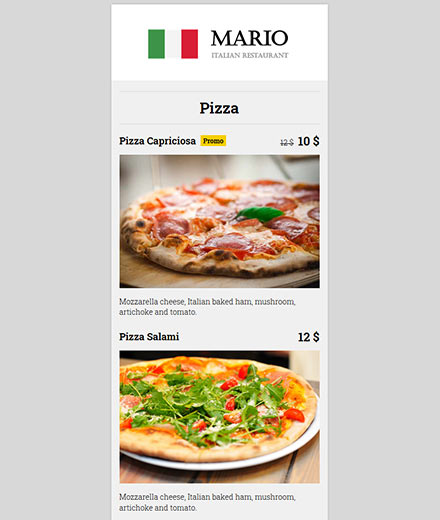 MARIO
ITALIAN RESTAURANT
Pizza
Pizza Capriciosa Promo 12 $ 10 $
Mozzarella cheese, Italian baked ham, mushroom,
artichoke and tomato.
Pizza Salami 12 $
Mozzarella cheese, Italian baked ham, mushroom,
artichoke and tomato.